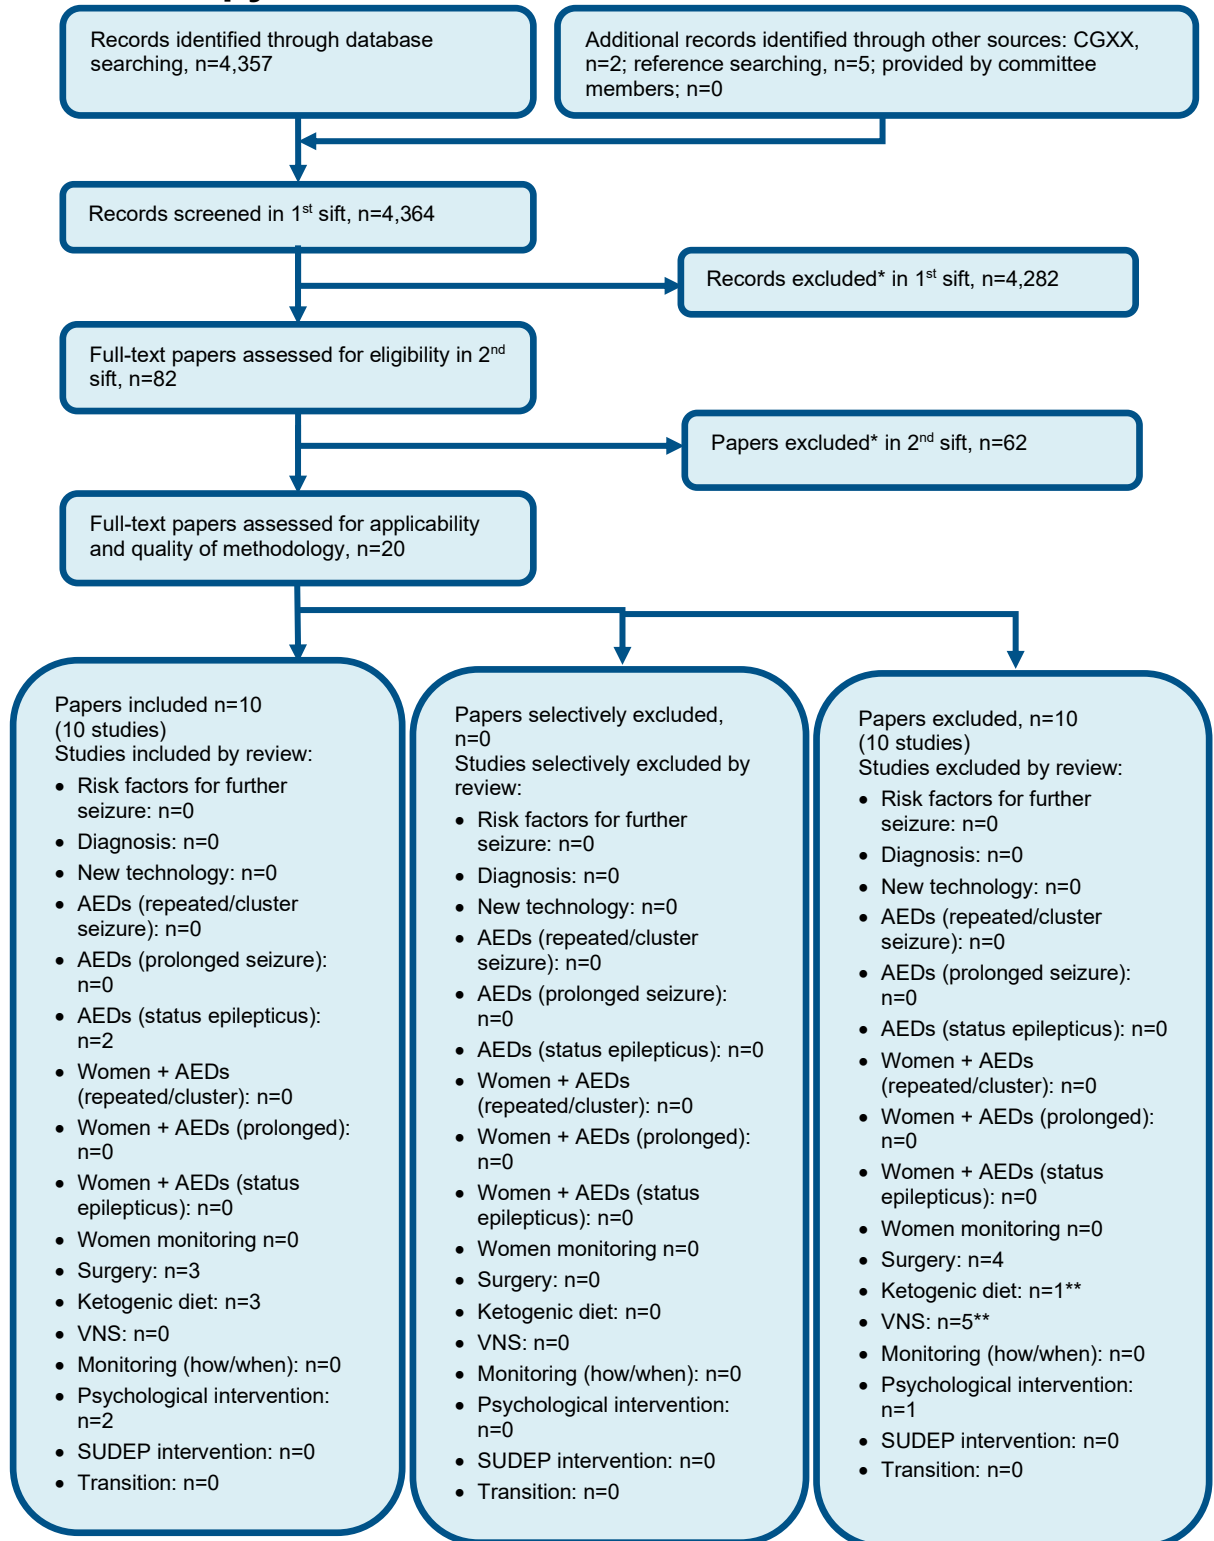 Records identified through database
searching, n=4,357
Additional records identified through other sources: CGXX,
n=2; reference searching, n=5; provided by committee
members; n=0
Records screened in 1st sift, n=4,364
Records excluded* in 1st sift, n=4,282
Full-text papers assessed for eligibility in 2nd
sift, n=82
Papers excluded* in 2nd sift, n=62
Full-text papers assessed for applicability
and quality of methodology, n=20
Papers included n=10
(10 studies)
Studies included by review:
• Risk factors for further
seizure: n=0
• Diagnosis: n=0
• New technology: n=0
• AEDs (repeated/cluster
seizure): n=0
• AEDs (prolonged seizure):
n=0
• AEDs (status epilepticus):
n=2
• Women + AEDs
(repeated/cluster): n=0
• Women + AEDs (prolonged):
n=0
• Women + AEDs (status
epilepticus): n=0
• Women monitoring n=0
• Surgery: n=3
• Ketogenic diet: n=3
• VNS: n=0
• Monitoring (how/when): n=0
• Psychological intervention:
n=2
• SUDEP intervention: n=0
• Transition: n=0
Papers selectively excluded,
n=0
Studies selectively excluded by
review:
• Risk factors for further
seizure: n=0
• Diagnosis: n=0
• New technology: n=0
• AEDs (repeated/cluster
seizure): n=0
• AEDs (prolonged seizure):
n=0
• AEDs (status epilepticus): n=0
• Women + AEDs
(repeated/cluster): n=0
• Women + AEDs (prolonged):
n=0
• Women + AEDs (status
epilepticus): n=0
• Women monitoring n=0
• Surgery: n=0
• Ketogenic diet: n=0
• VNS: n=0
• Monitoring (how/when): n=0
• Psychological intervention:
n=0
• SUDEP intervention: n=0
• Transition: n=0
Papers excluded, n=10
(10 studies)
Studies excluded by review:
• Risk factors for further
seizure: n=0
• Diagnosis: n=0
• New technology: n=0
• AEDs (repeated/cluster
seizure): n=0
• AEDs (prolonged seizure):
n=0
• AEDs (status epilepticus): n=0
• Women + AEDs
(repeated/cluster): n=0
• Women + AEDs (prolonged):
n=0
• Women + AEDs (status
epilepticus): n=0
• Women monitoring n=0
• Surgery: n=4
• Ketogenic diet: n=1**
• VNS: n=5**
• Monitoring (how/when): n=0
• Psychological intervention:
n=1
• SUDEP intervention: n=0
• Transition: n=0